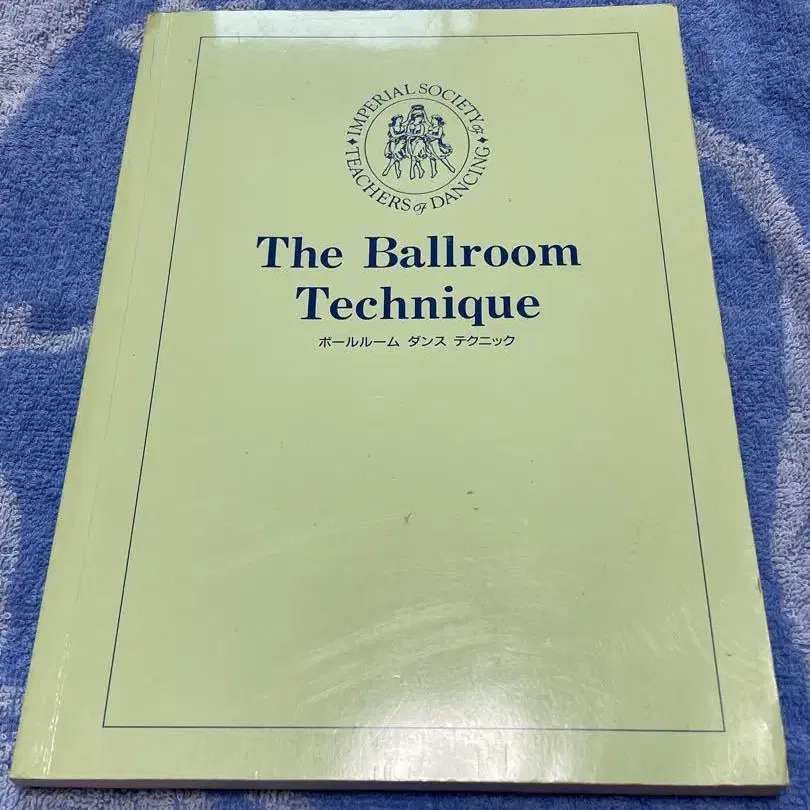 IMPERIAL SOCIETY of
TEACHERS of DANCING
The Ballroom
Technique
ボールルーム ダンス テクニック